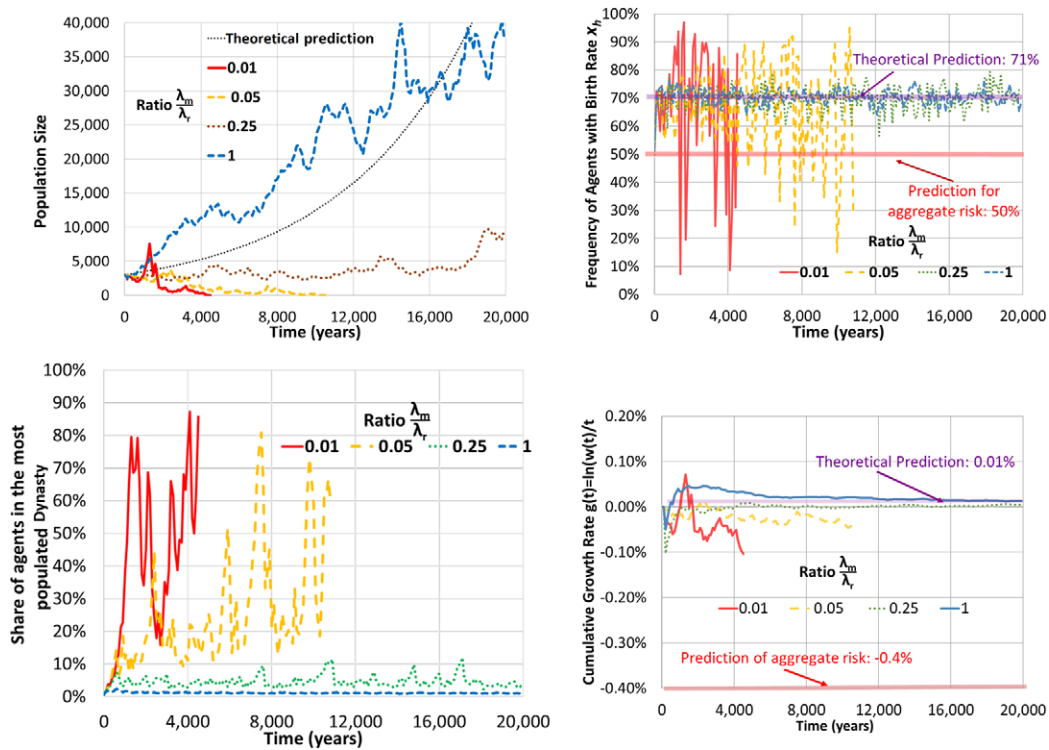 40,000
35,000
30,000
25,000
20,000
15,000
10,000
5,000
0
Population Size
Theoretical prediction
0.01
0.05
0.25
1
Ratio λm/λr
0 4,000 8,000 12,000 16,000 20,000
Time (years)
100%
90%
80%
70%
60%
50%
40%
30%
20%
10%
0%
Frequency of Agents with Birth Rate Xh
Theoretical Prediction: 71%
Prediction for
aggregate risk: 50%
Ratio λm/λr
0.01 0.05 0.25 1
0 4,000 8,000 12,000 16,000 20,000
Time (years)
100%
90%
80%
70%
60%
50%
40%
30%
20%
10%
0%
Share of agents in the most
populated Dynasty
Ratio λm/λr
0.01 0.05 0.25 1
0 4,000 8,000 12,000 16,000 20,000
Time (years)
0.20%
0.10%
0.00%
-0.10%
-0.20%
-0.30%
-0.40%
Cumulative Growth Rate g(t)=ln(w(t)/t
Theoretical Prediction: 0.01%
Ratio λm/λr
0.01 0.05 0.25 1
Prediction of aggregate risk: -0.4%
0 4,000 8,000 12,000 16,000 20,000
Time (years)